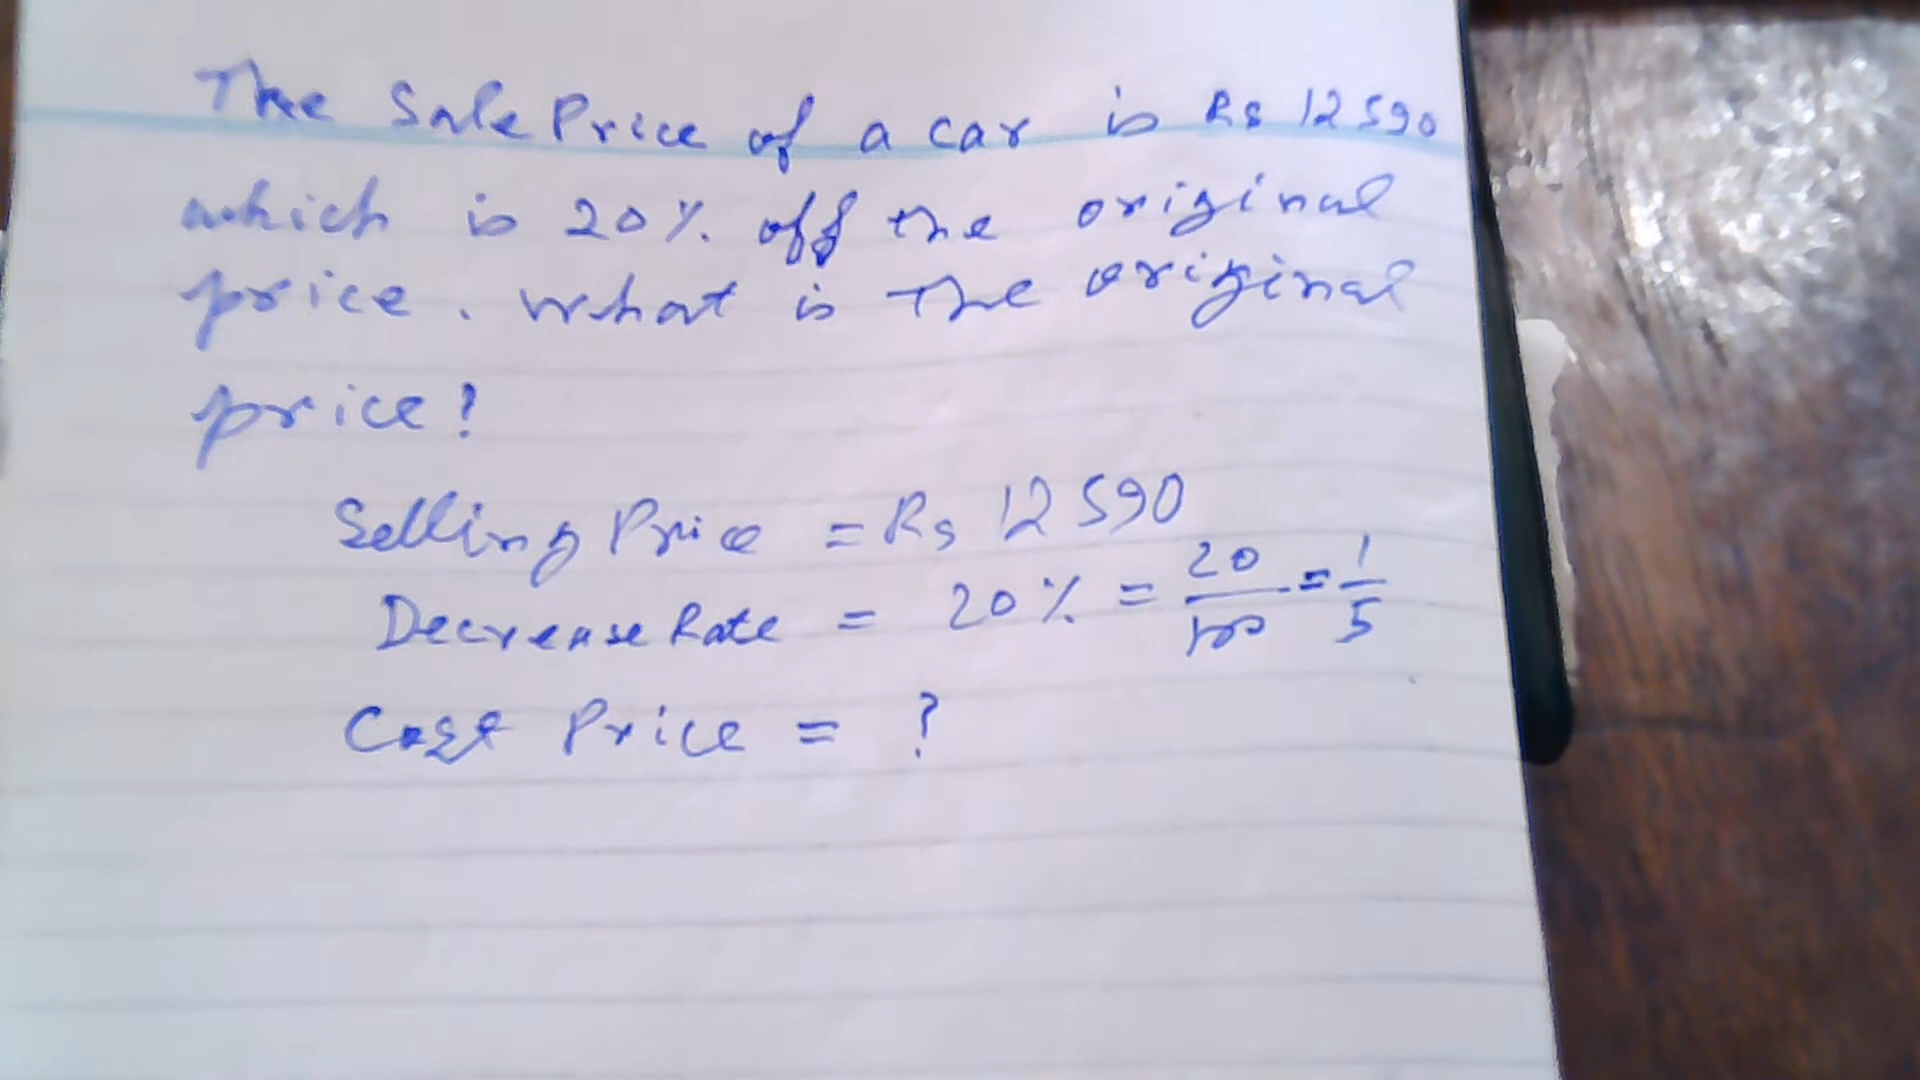 The Sale Price of a car is Rs 12590
which is 20% off the original
price. What is the original
price?
Selling Price = Rs 12590
Decrease Rate = 20% = 20/100 = 1/5
Cost Price = ?